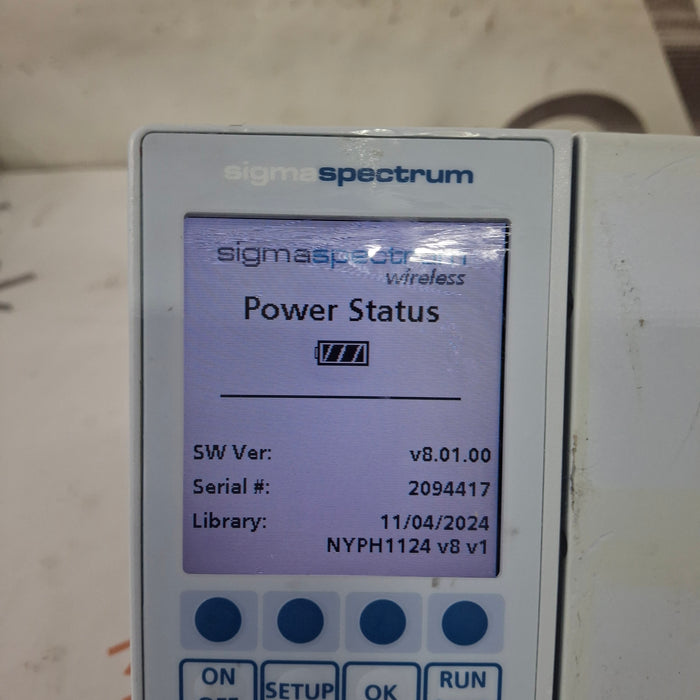 sigmaspectrum
sigmaspectrum
wireless
Power Status
SW Ver: v8.01.00
Serial #: 2094417
Library: 11/04/2024
NYPH1124 v8 v1
ON SETUP OK RUN
OFF